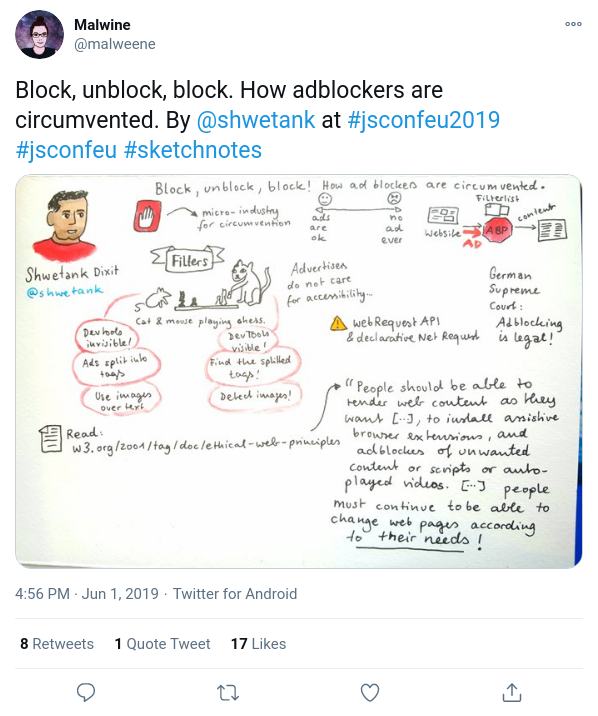 Malwine
@malweene
Block, unblock, block. How adblockers are
circumvented. By @shwetank at #jsconfeu2019
#jsconfeu #sketchnotes
Block, unblock, block! How ad blockers are circumvented.
micro-industry
for circumvention
ads
are
ok
no
ad
ever
Website
AD
Filterlist
ABP
content
Shwetank Dixit
@shwetank
Filters
Cat & mouse playing chess.
Devtools
invisible!
Ads split into
tags
Use images
over text
DevTools
visible!
Find the splitted
tags!
Detect images!
Advertisers
do not care
for accessibility...
webRequest API
& declarative Net Request
German
Supreme
Court:
Adblocking
is legal!
Read:
w3.org/2001/tag/doc/ethical-web-principles
"People should be able to
render web content as they
want [...], to install assistive
browser extensions, and
adblockers of unwanted
content or scripts or auto-
played videos. [...] people
must continue to be able to
change web pages according
to their needs!
4:56 PM · Jun 1, 2019 · Twitter for Android
8 Retweets 1 Quote Tweet 17 Likes